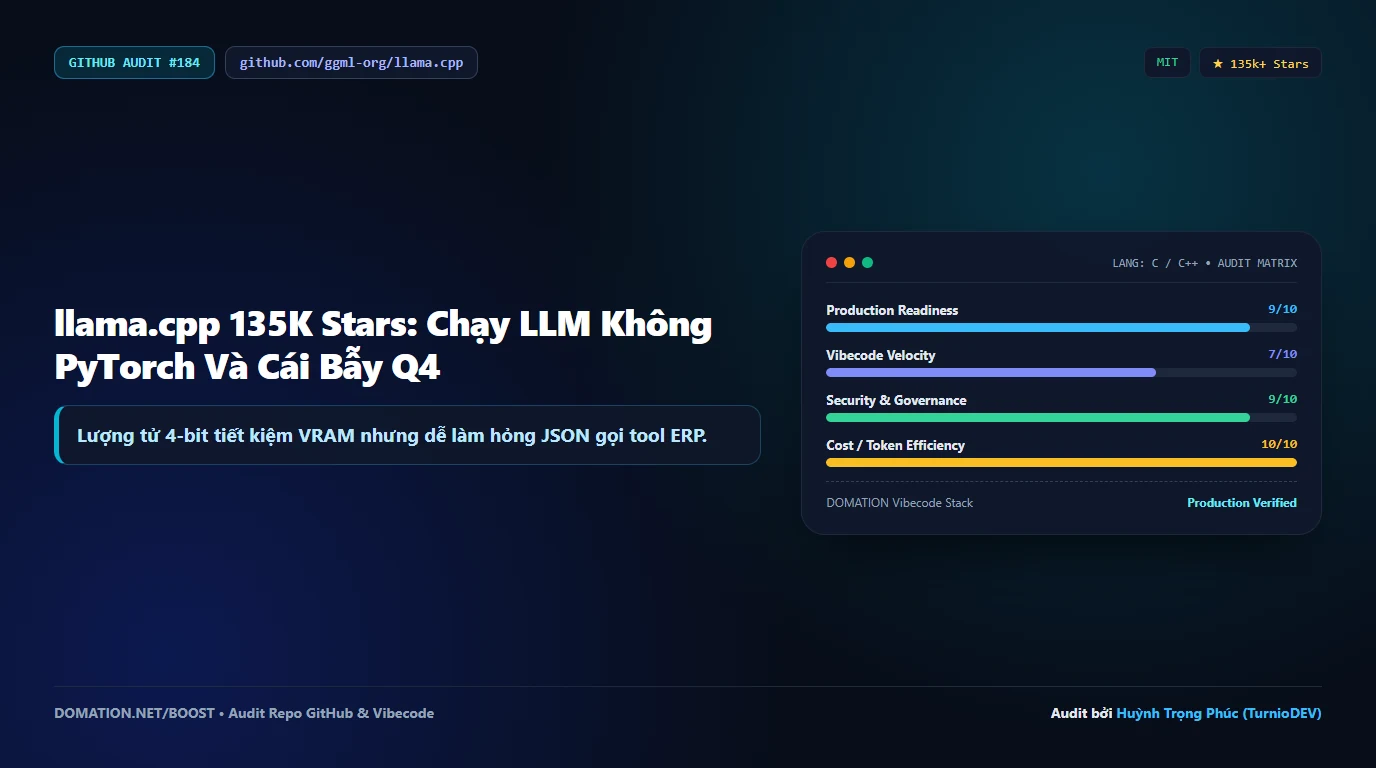 GITHUB AUDIT #184
github.com/ggml-org/llama.cpp
MIT
★ 135k+ Stars
llama.cpp 135K Stars: Chạy LLM Không
PyTorch Và Cái Bẫy Q4
Lượng tử 4-bit tiết kiệm VRAM nhưng dễ làm hỏng JSON gọi tool ERP.
LANG: C / C++ • AUDIT MATRIX
Production Readiness 9/10
Vibecode Velocity 7/10
Security & Governance 9/10
Cost / Token Efficiency 10/10
DOMATION Vibecode Stack Production Verified
DOMATION.NET/BOOST • Audit Repo GitHub & Vibecode
Audit bởi Huỳnh Trọng Phúc (TurnioDEV)